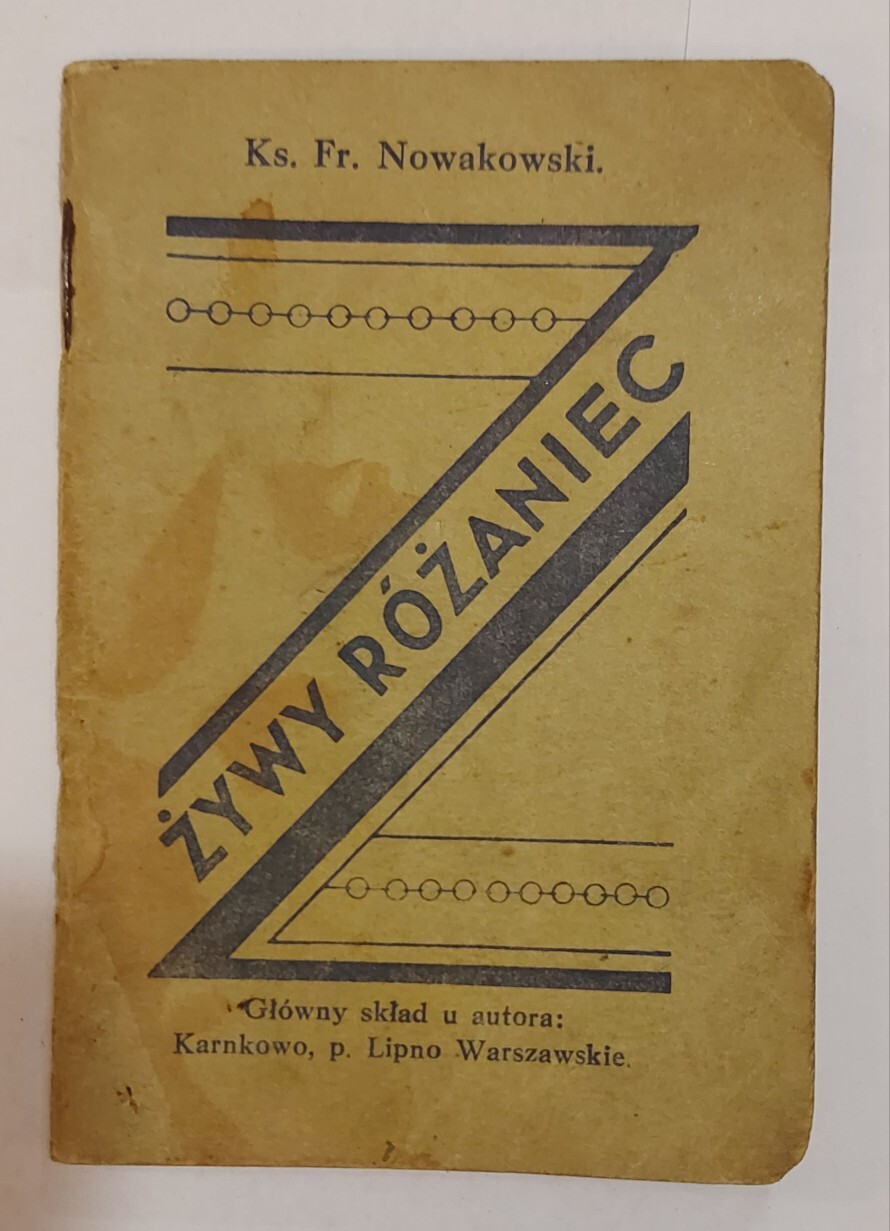 Ks. Fr. Nowakowski.
ŻYWY RÓŻANIEC
Główny skład u autora:
Karnkowo, p. Lipno Warszawskie.